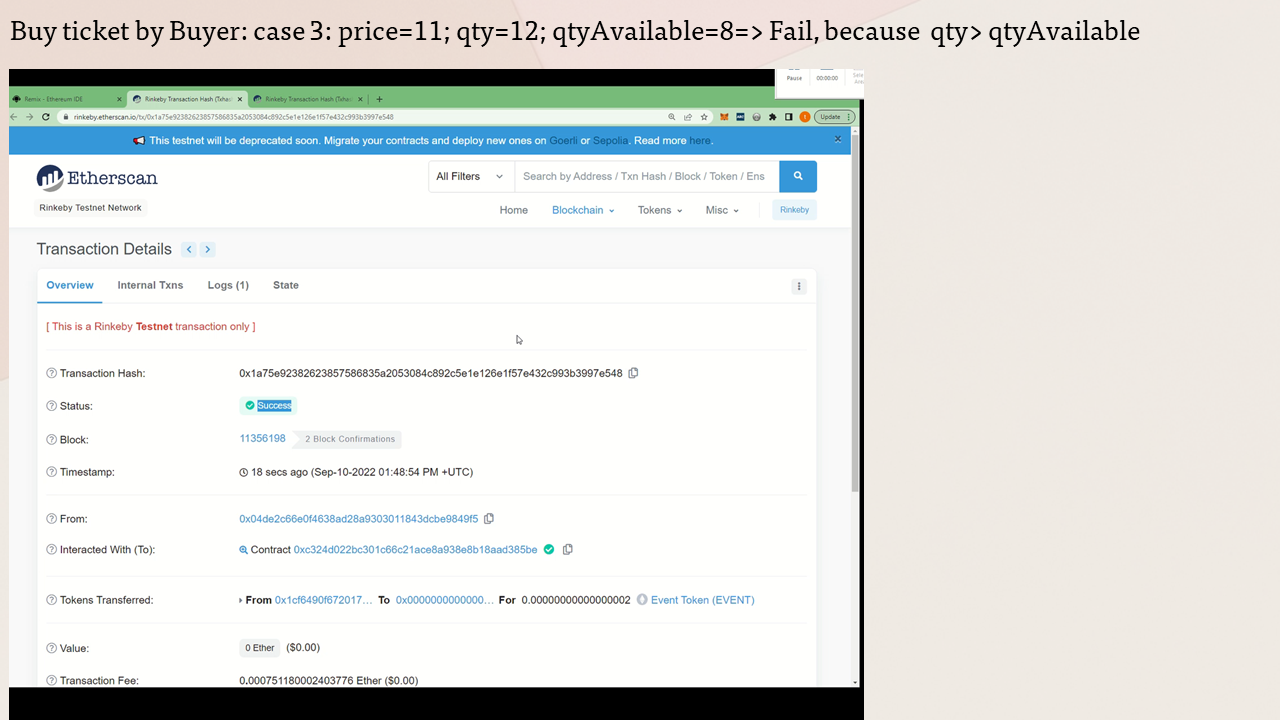 Buy ticket by Buyer: case 3: price=11; qty=12; qtyAvailable=8=> Fail, because qty> qtyAvailable
Pause 00:00:00
Remix - Ethereum IDE
Rinkeby Transaction Hash (Txhas
Rinkeby Transaction Hash (Txhas
rinkeby.etherscan.io/tx/0x1a75e92382623857586835a2053084c892c5e1e126e1f57e432c993b3997e548
Update
This testnet will be deprecated soon. Migrate your contracts and deploy new ones on Goerli or Sepolia. Read more here.
Etherscan
All Filters
Search by Address / Txn Hash / Block / Token / Ens
Rinkeby Testnet Network
Home Blockchain Tokens Misc Rinkeby
Transaction Details
Overview Internal Txns Logs (1) State
[ This is a Rinkeby Testnet transaction only ]
Transaction Hash: 0x1a75e92382623857586835a2053084c892c5e1e126e1f57e432c993b3997e548
Status: Success
Block: 11356198 2 Block Confirmations
Timestamp: 18 secs ago (Sep-10-2022 01:48:54 PM +UTC)
From: 0x04de2c66e0f4638ad28a9303011843dcbe9849f5
Interacted With (To): Contract 0xc324d022bc301c66c21ace8a938e8b18aad385be
Tokens Transferred: From 0x1cf6490f672017... To 0x0000000000000... For 0.00000000000000002 Event Token (EVENT)
Value: 0 Ether ($0.00)
Transaction Fee: 0.000751180002403776 Ether ($0.00)